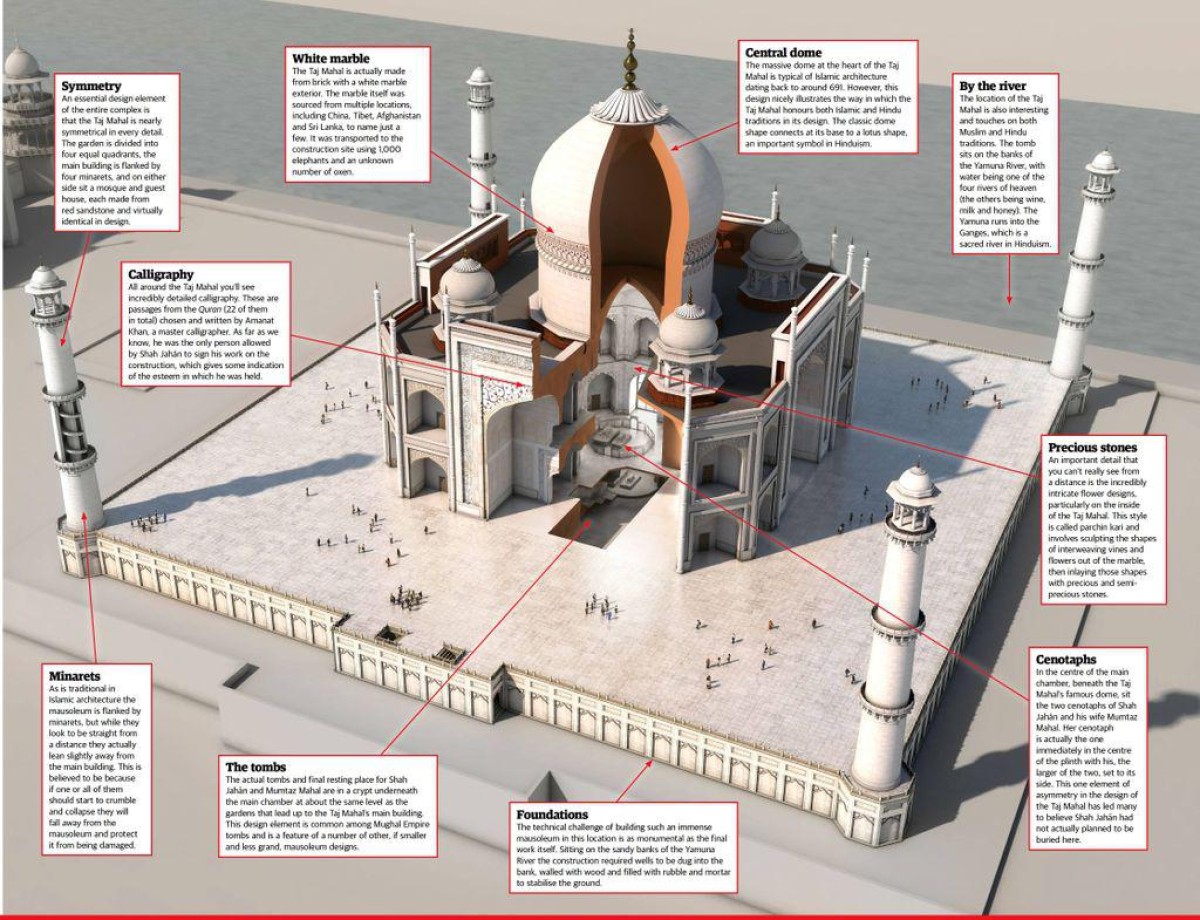 Symmetry
An essential design element
of the entire complex is
that the Taj Mahal is nearly
symmetrical in every detail.
The garden is divided into
four equal quadrants, the
main building is flanked by
four minarets, and on either
side sit a mosque and guest
house, each made from
red sandstone and virtually
identical in design.
White marble
The Taj Mahal is actually made
from brick with a white marble
exterior. The marble itself was
sourced from multiple locations,
including China, Tibet, Afghanistan
and Sri Lanka, to name just a
few. It was transported to the
construction site using 1,000
elephants and an unknown
number of oxen.
Central dome
The massive dome at the heart of the Taj
Mahal is typical of Islamic architecture
dating back to around 691. However, this
design nicely illustrates the way in which the
Taj Mahal honours both Islamic and Hindu
traditions in its design. The classic dome
shape connects at its base to a lotus shape,
an important symbol in Hinduism.
By the river
The location of the Taj
Mahal is also interesting
and touches on both
Muslim and Hindu
traditions. The tomb
sits on the banks of
the Yamuna River, with
water being one of the
four rivers of heaven
(the others being wine,
milk and honey). The
Yamuna runs into the
Ganges, which is a
sacred river in Hinduism.
Calligraphy
All around the Taj Mahal you'll see
incredibly detailed calligraphy. These are
passages from the Quran (22 of them
in total) chosen and written by Amanat
Khan, a master calligrapher. As far as we
know, he was the only person allowed
by Shah Jahān to sign his work on the
construction, which gives some indication
of the esteem in which he was held.
Precious stones
An important detail that
you can't really see from
a distance is the incredibly
intricate flower designs,
particularly on the inside
of the Taj Mahal. This style
is called parchin kari and
involves sculpting the shapes
of interweaving vines and
flowers out of the marble,
then inlaying those shapes
with precious and semi-
precious stones.
Minarets
As is traditional in
Islamic architecture the
mausoleum is flanked by
minarets, but while they
look to be straight from
a distance they actually
lean slightly away from
the main building. This is
believed to be because
if one or all of them
should start to crumble
and collapse they will
fall away from the
mausoleum and protect
it from being damaged.
The tombs
The actual tombs and final resting place for Shah
Jahān and Mumtaz Mahal are in a crypt underneath
the main chamber at about the same level as the
gardens that lead up to the Taj Mahal's main building.
This design element is common among Mughal Empire
tombs and is a feature of a number of other, if smaller
and less grand, mausoleum designs.
Foundations
The technical challenge of building such an immense
mausoleum in this location is as monumental as the final
work itself. Sitting on the sandy banks of the Yamuna
River the construction required wells to be dug into the
bank, walled with wood and filled with rubble and mortar
to stabilise the ground.
Cenotaphs
In the centre of the main
chamber, beneath the Taj
Mahal's famous dome, sit
the two cenotaphs of Shah
Jahān and his wife Mumtaz
Mahal. Her cenotaph
is actually the one
immediately in the centre
of the plinth with his, the
larger of the two, set to its
side. This one element of
asymmetry in the design of
the Taj Mahal has led many
to believe Shah Jahān had
not actually planned to be
buried here.